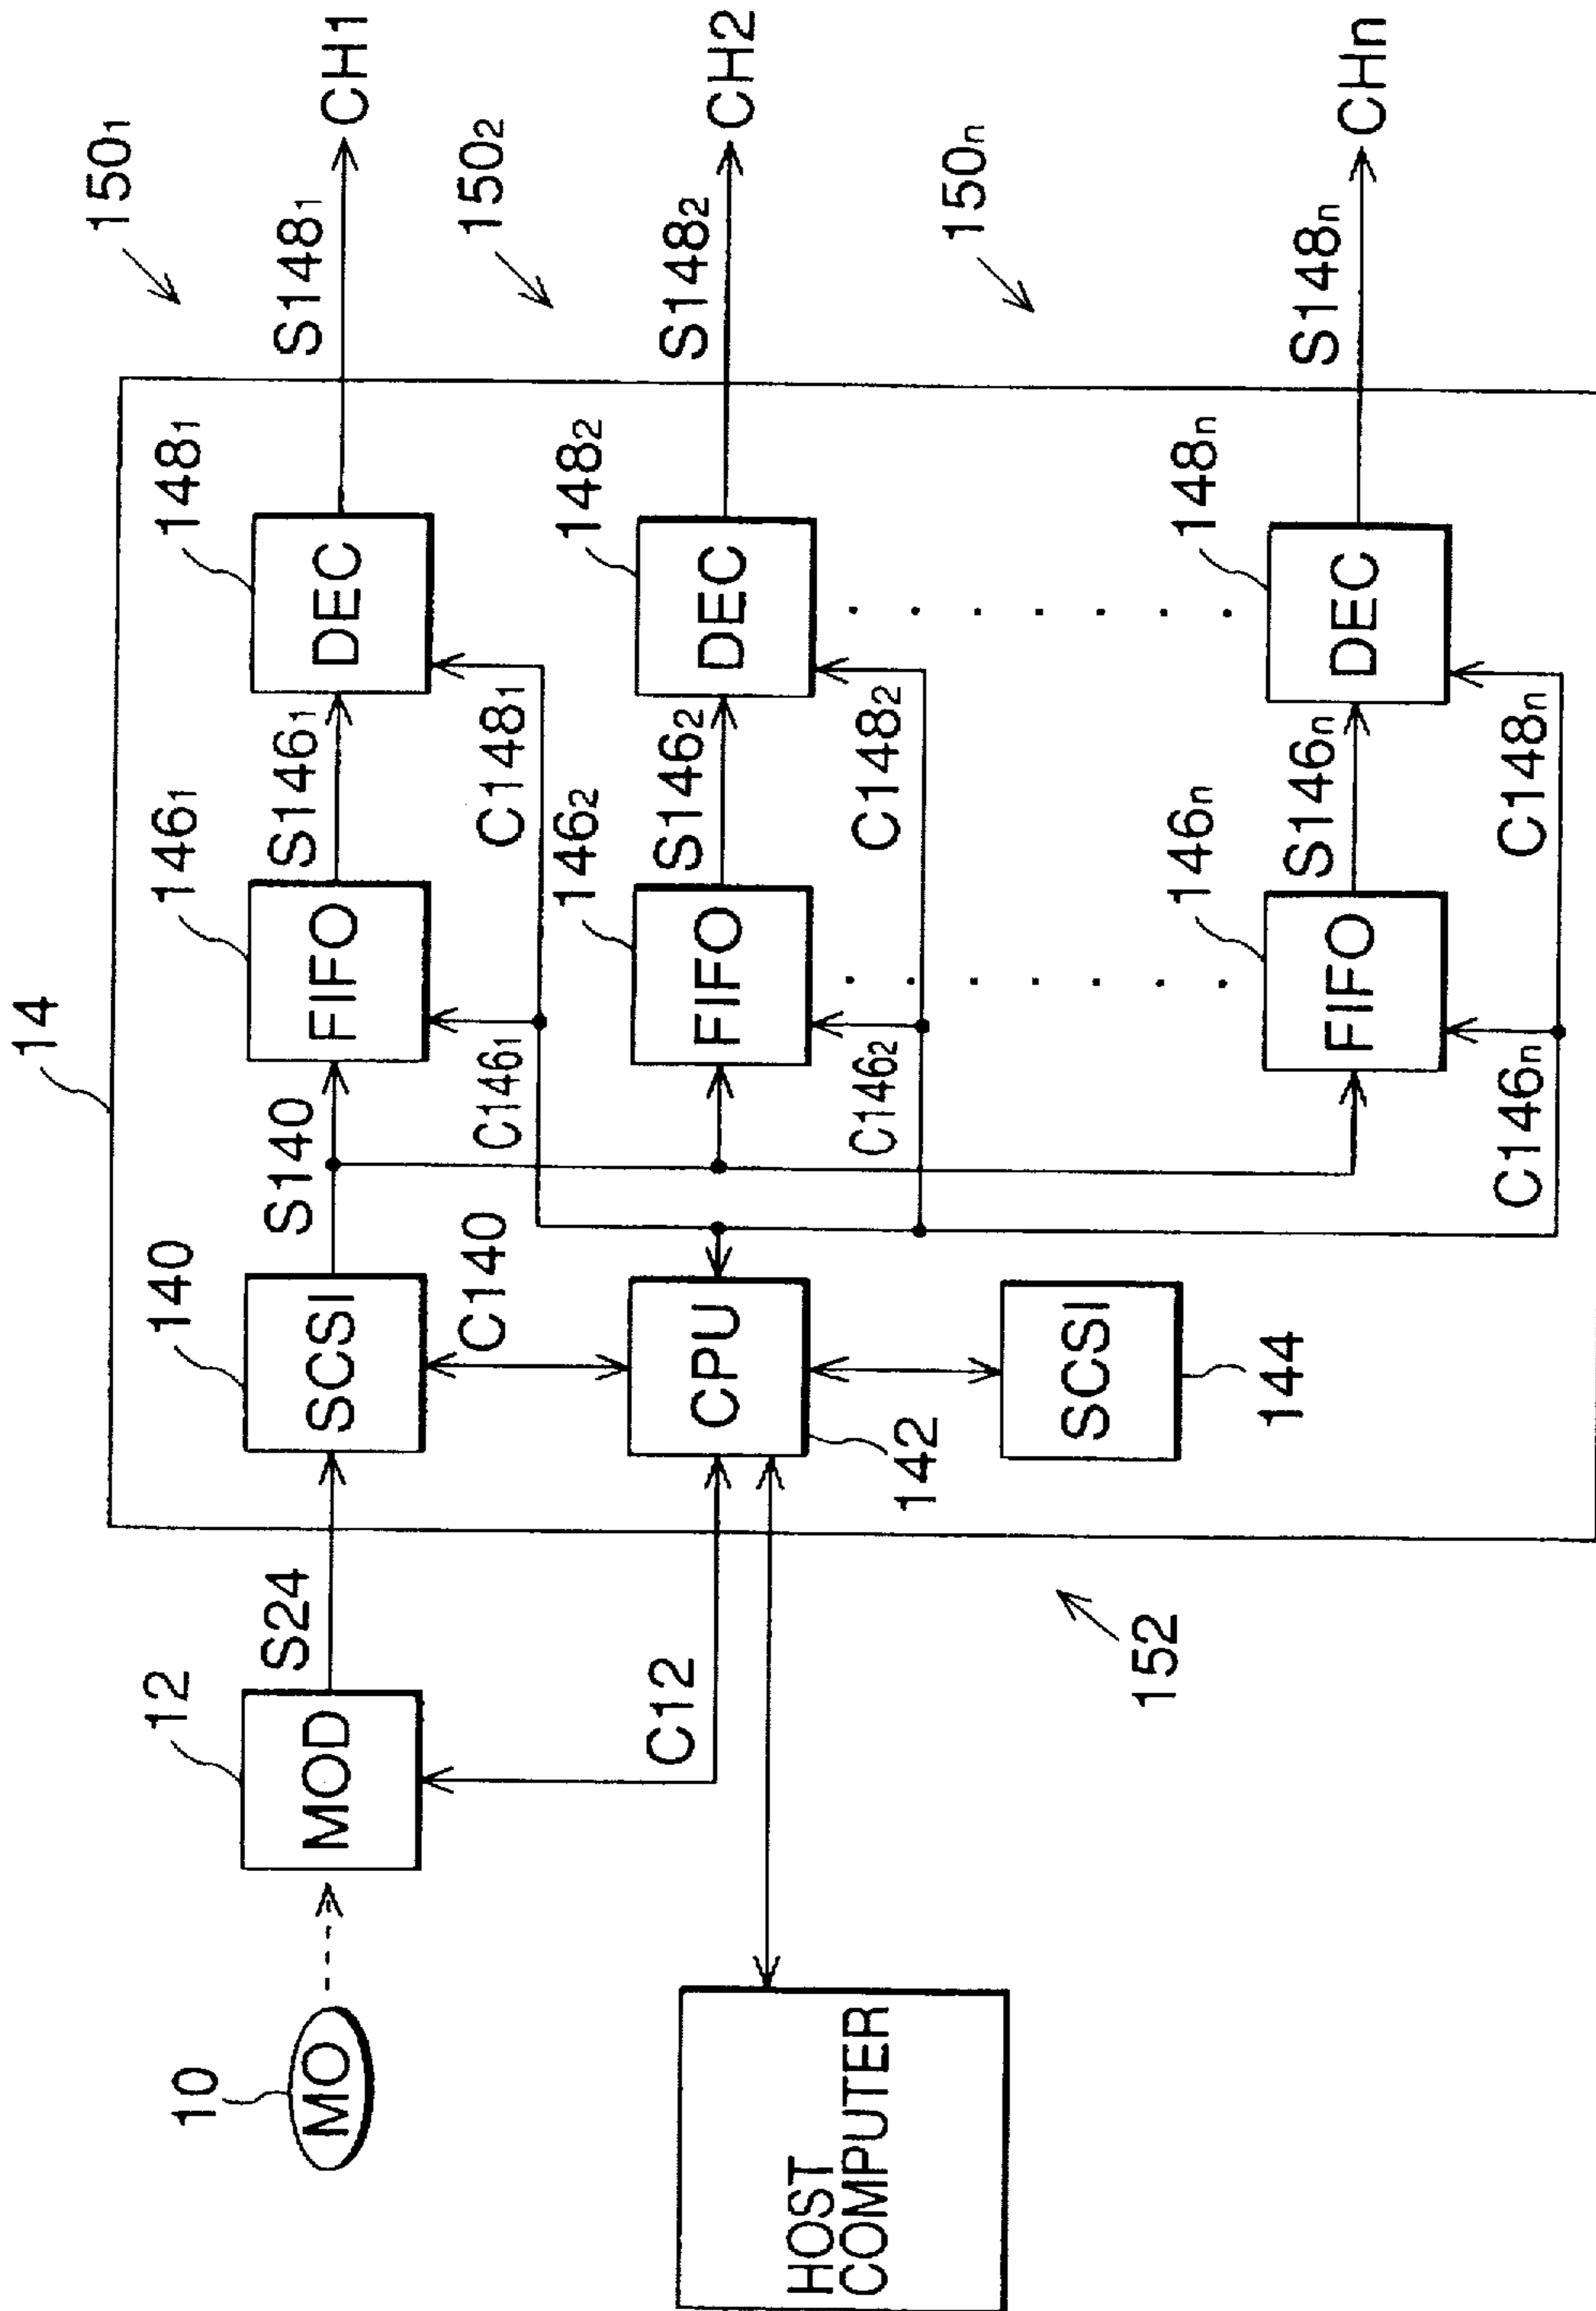 14
150₁
140
146₁
148₁
12
10
MO
MOD
S24
SCSI
S140
FIFO
S146₁
DEC
S148₁
CH1
C140
C146₁
C148₁
146₂
148₂
150₂
C12
CPU
FIFO
S146₂
DEC
S148₂
CH2
142
C146₂
C148₂
HOST
COMPUTER
SCSI
144
152
146ₙ
148ₙ
150ₙ
FIFO
S146ₙ
DEC
S148ₙ
CHn
C146ₙ
C148ₙ